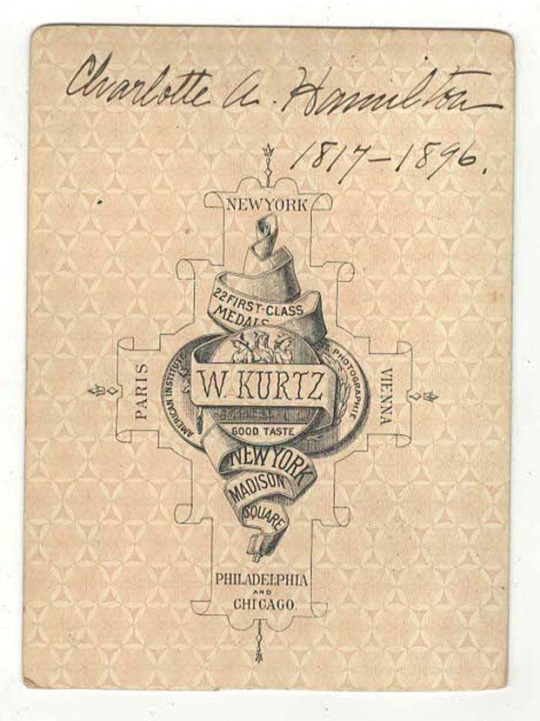 Charlotte A. Hamilton
1817-1896.
NEW YORK
22 FIRST-CLASS
MEDALS
PARIS
AMERICAN INSTITUTE
W. KURTZ
PHOTOGRAPHIE
VIENNA
GOOD TASTE
NEW YORK
MADISON
SQUARE
PHILADELPHIA
AND
CHICAGO.